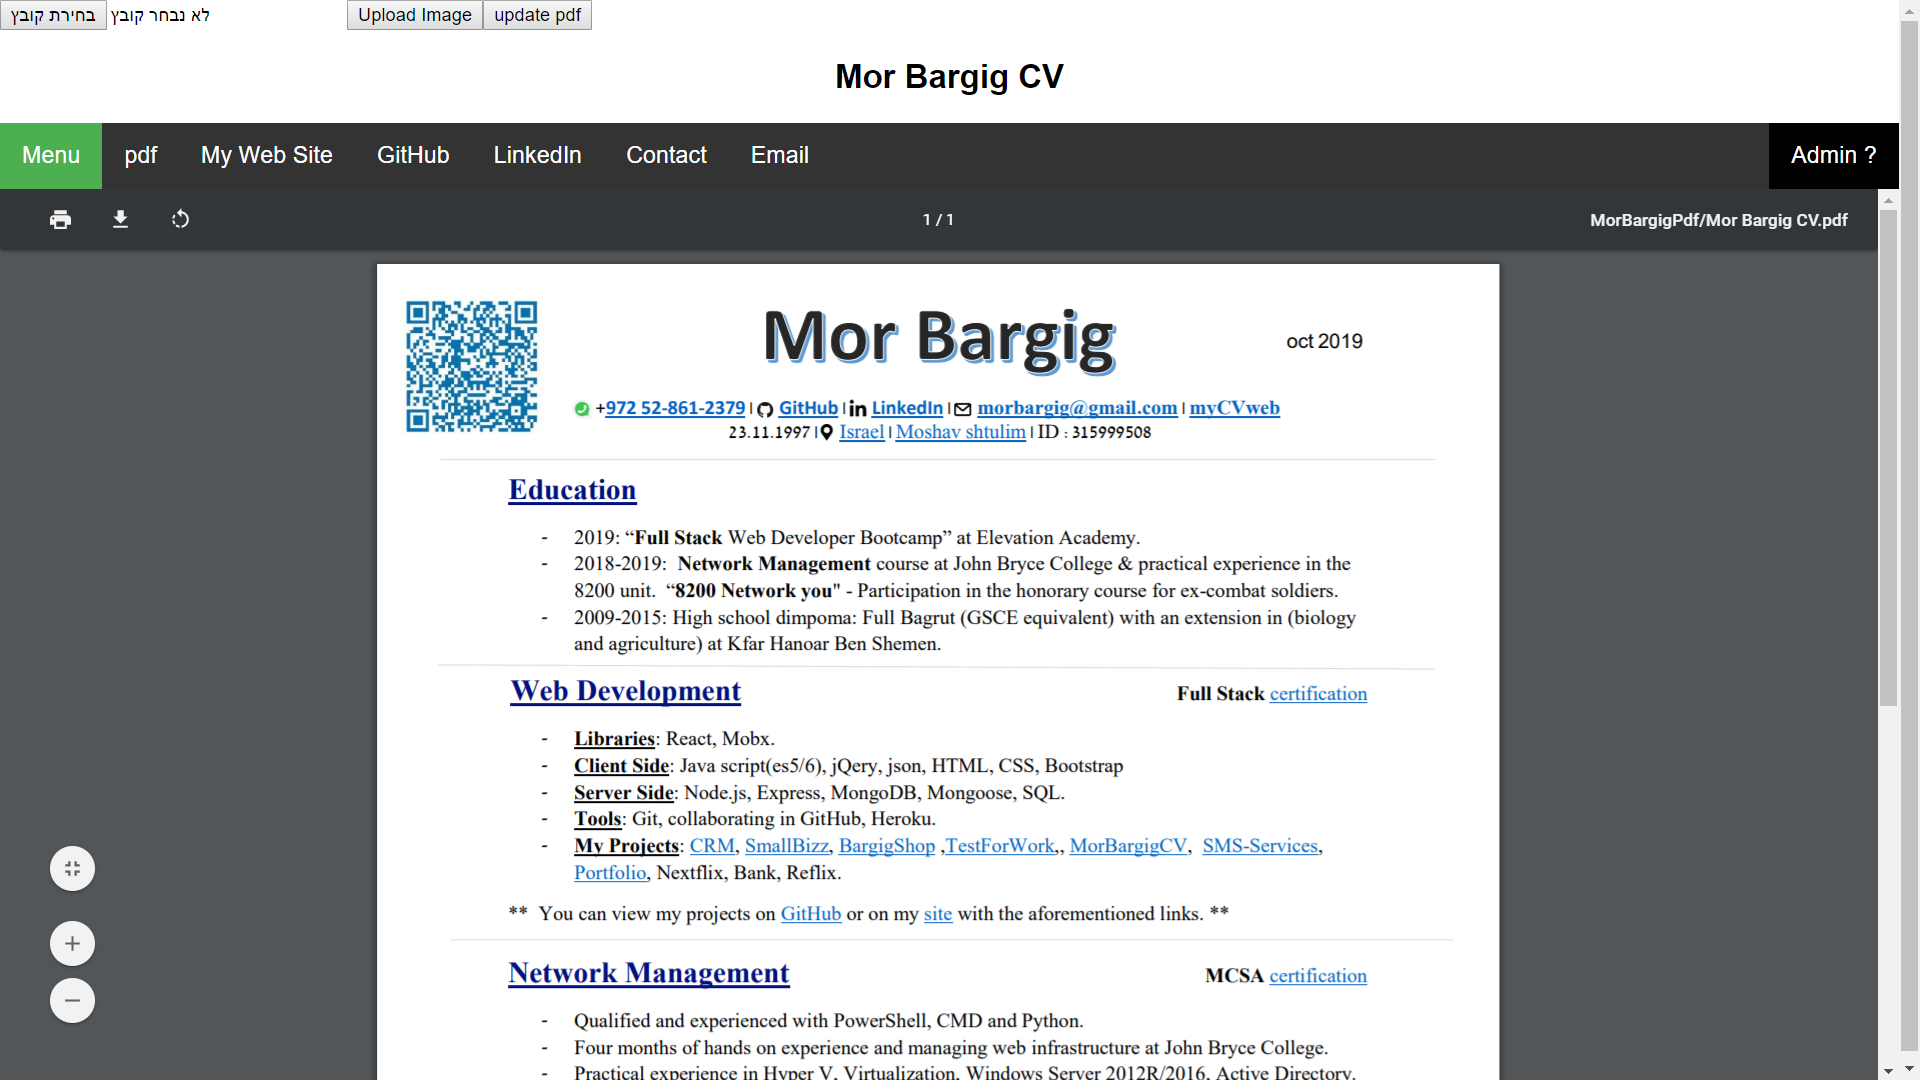 בחירת קובץ לא נבחר קובץ Upload Image update pdf
Mor Bargig CV
Menu pdf My Web Site GitHub LinkedIn Contact Email Admin ?
1 / 1 MorBargigPdf/Mor Bargig CV.pdf
Mor Bargig oct 2019
+972 52-861-2379 | GitHub | LinkedIn | morbargig@gmail.com | myCVweb
23.11.1997 | Israel | Moshav shtulim | ID : 315999508
Education
- 2019: “Full Stack Web Developer Bootcamp” at Elevation Academy.
- 2018-2019: Network Management course at John Bryce College & practical experience in the
8200 unit. “8200 Network you" - Participation in the honorary course for ex-combat soldiers.
- 2009-2015: High school dimpoma: Full Bagrut (GSCE equivalent) with an extension in (biology
and agriculture) at Kfar Hanoar Ben Shemen.
Web Development Full Stack certification
- Libraries: React, Mobx.
- Client Side: Java script(es5/6), jQery, json, HTML, CSS, Bootstrap
- Server Side: Node.js, Express, MongoDB, Mongoose, SQL.
- Tools: Git, collaborating in GitHub, Heroku.
- My Projects: CRM, SmallBizz, BargigShop ,TestForWork,, MorBargigCV, SMS-Services,
Portfolio, Nextflix, Bank, Reflix.
** You can view my projects on GitHub or on my site with the aforementioned links. **
Network Management MCSA certification
- Qualified and experienced with PowerShell, CMD and Python.
- Four months of hands on experience and managing web infrastructure at John Bryce College.
- Practical experience in Hyper V, Virtualization, Windows Server 2012R/2016, Active Directory.